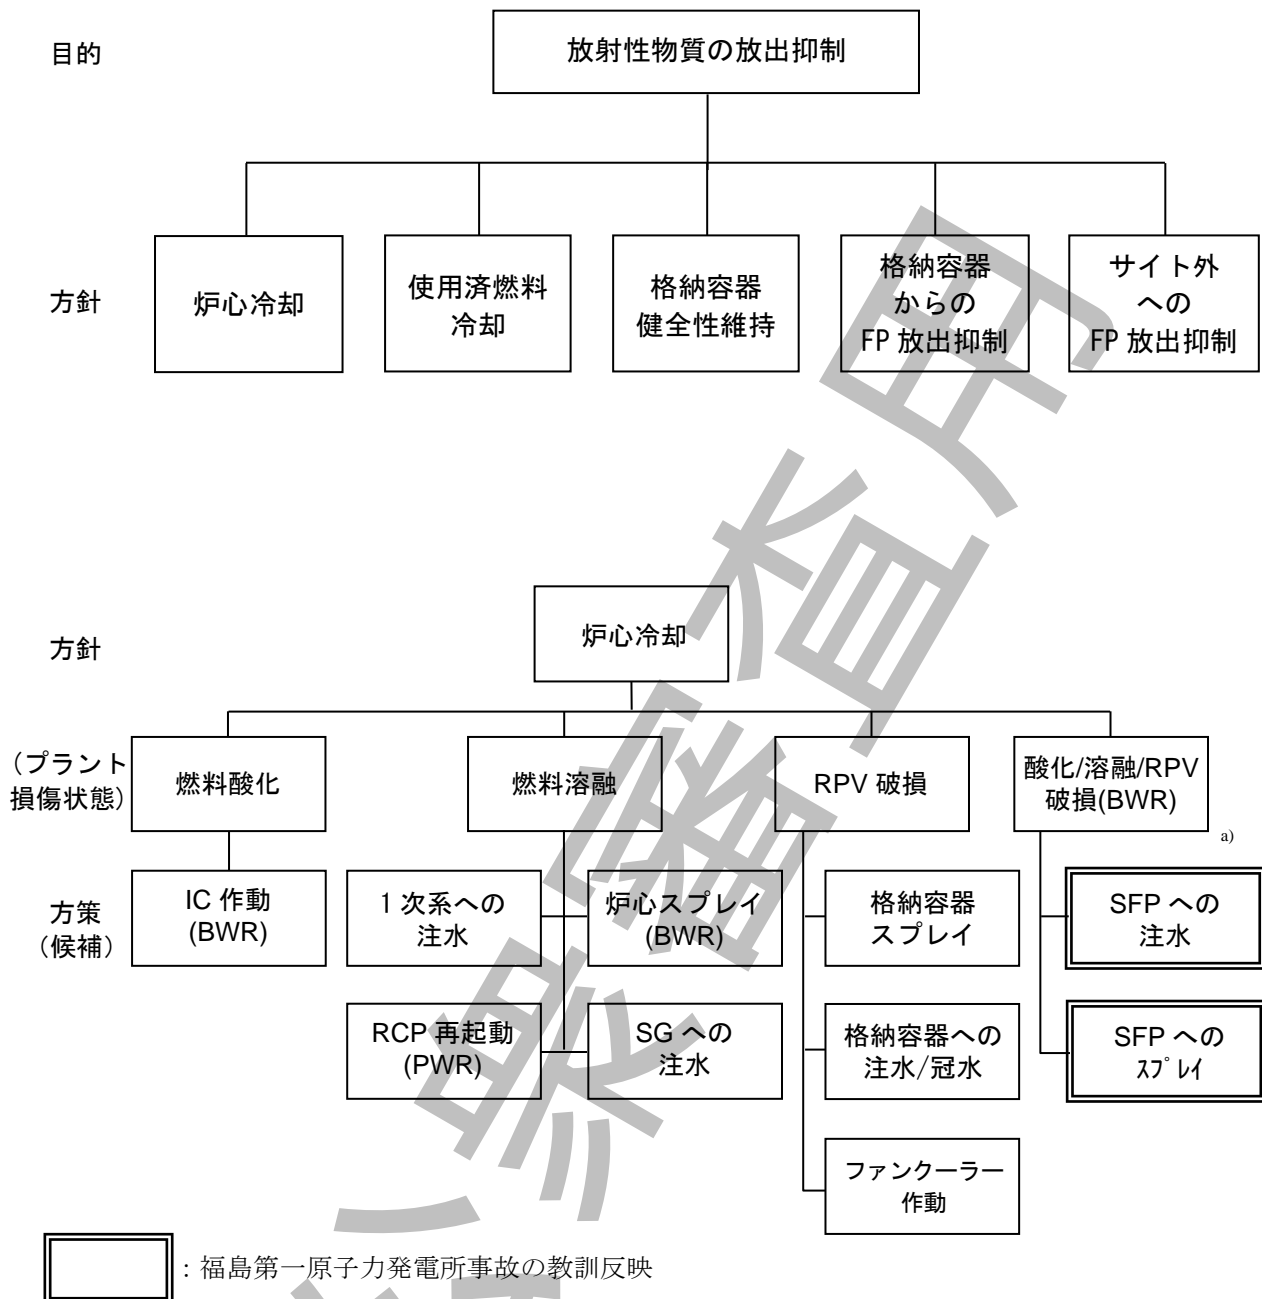 目的
放射性物質の放出抑制
方針
炉心冷却
使用済燃料
冷却
格納容器
健全性維持
格納容器
からの
FP 放出抑制
サイト外
への
FP 放出抑制
方針
炉心冷却
(プラント
損傷状態)
燃料酸化
燃料溶融
RPV 破損
酸化/溶融/RPV
破損(BWR)
a)
方策
(候補)
IC 作動
(BWR)
1 次系への
注水
炉心スプレイ
(BWR)
格納容器
スプレイ
SFP への
注水
RCP 再起動
(PWR)
SG への
注水
格納容器への
注水/冠水
SFP への
ｽﾌﾟﾚｲ
ファンクーラー
作動
:福島第一原子力発電所事故の教訓反映
公衆審査用